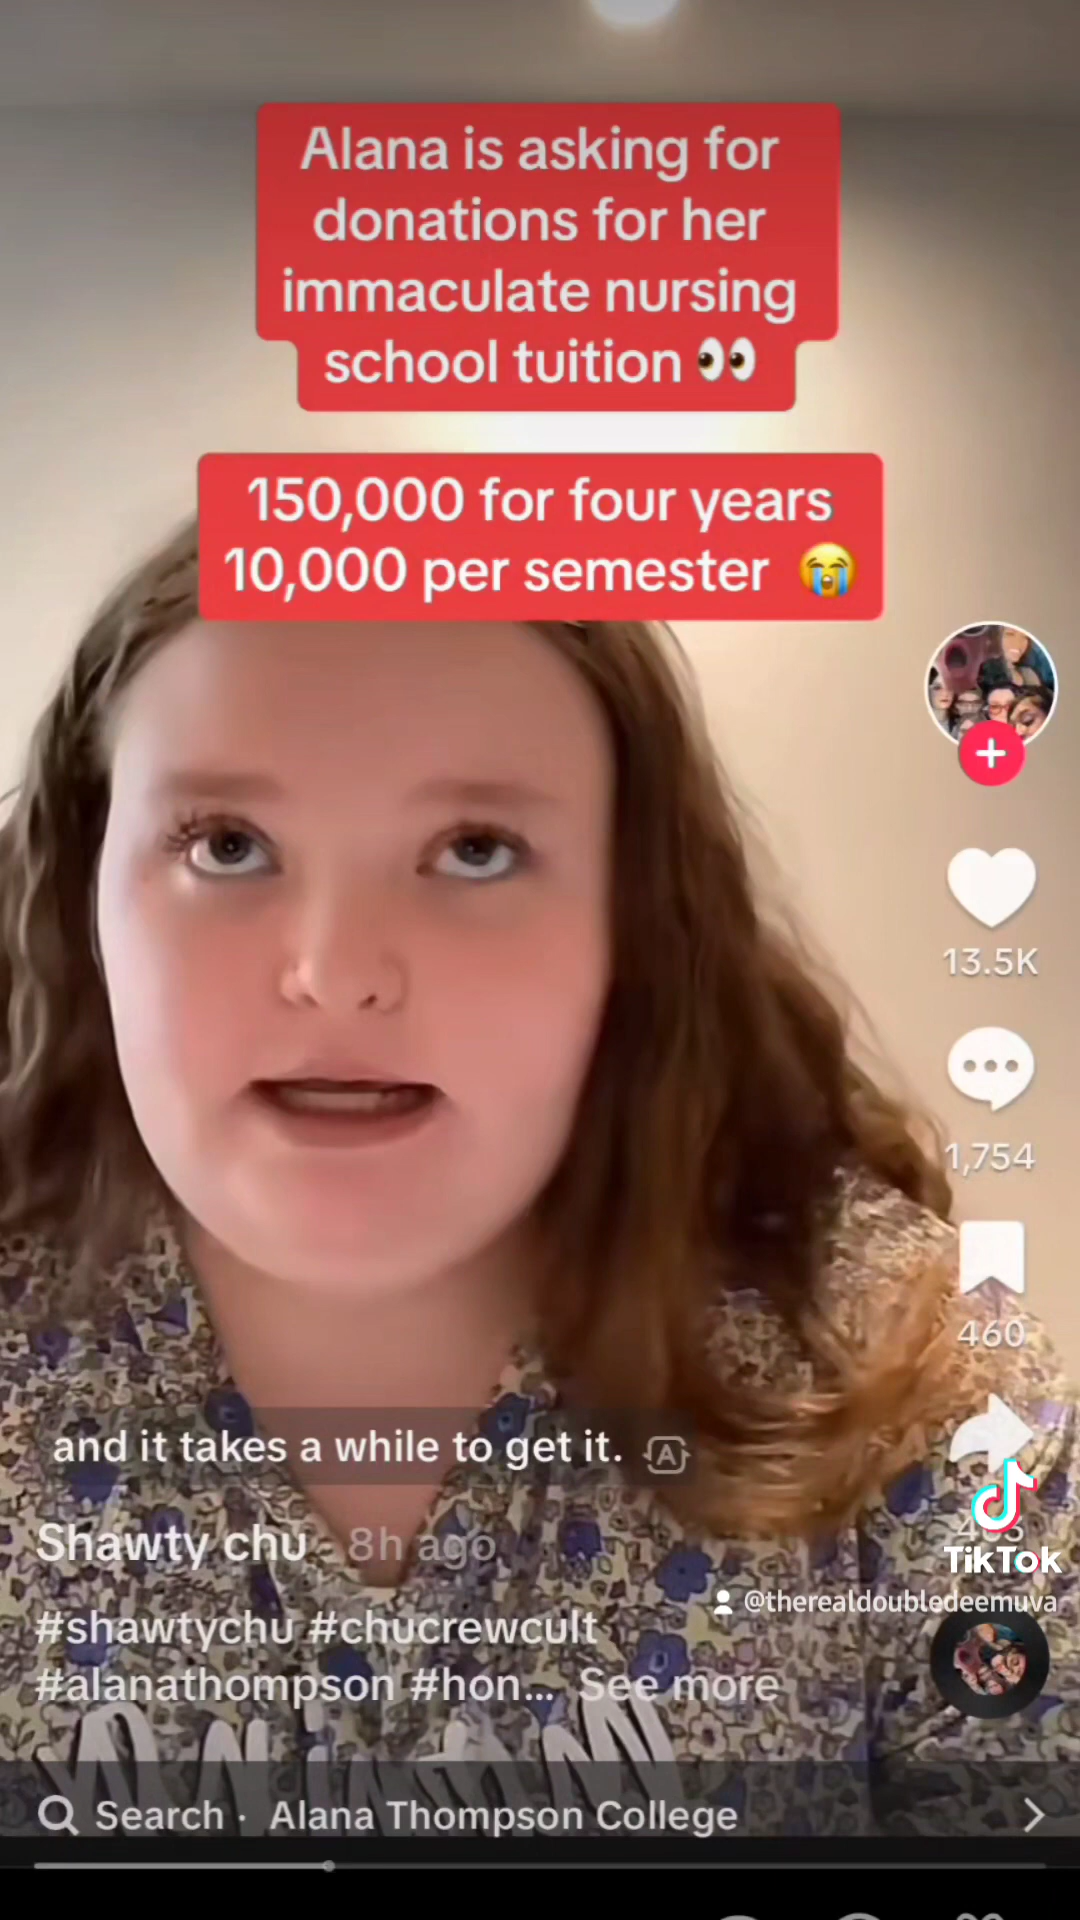 Alana is asking for
donations for her
immaculate nursing
school tuition 👀
150,000 for four years
10,000 per semester 😭
13.5K
1,754
460
and it takes a while to get it.
A
Shawty chu · 8h ago
TikTok
@therealdoubledeemuva
#shawtychu #chucrewcult
#alanathompson #hon... See more
Search · Alana Thompson College